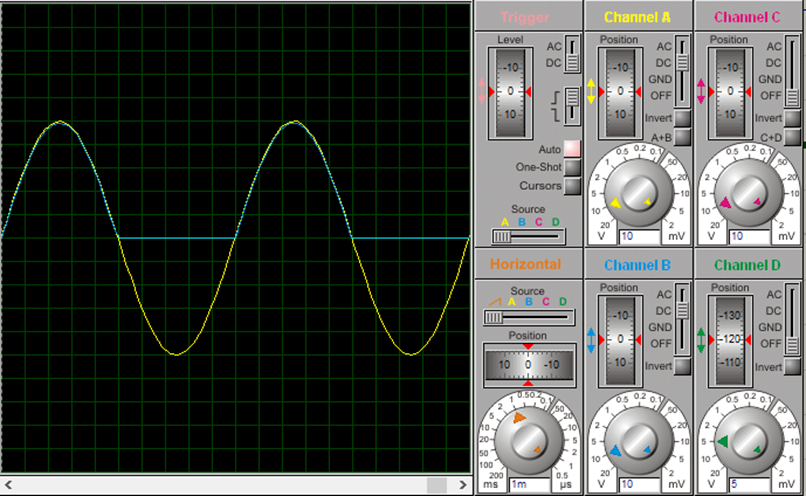 Trigger
Level
AC
DC
-10
0
10
Auto
One-Shot
Cursors
Source
A B C D
Channel A
Position
AC
DC
GND
OFF
-10
0
10
Invert
A+B
0.5 0.2 0.1
1 50
2 20
5 10
10 5
20 2
V 10 mV
Channel C
Position
AC
DC
GND
OFF
-10
0
10
Invert
C+D
0.5 0.2 0.1
1 50
2 20
5 10
10 5
20 2
V 10 mV
Horizontal
Source
A B C D
Position
10 0 -10
1 0.5 0.2 0.1
2 50
5 20
10 10
20 5
50 2
100 1
200 0.5
ms 1m µs
Channel B
Position
AC
DC
GND
OFF
-10
0
10
Invert
0.5 0.2 0.1
1 50
2 20
5 10
10 5
20 2
V 10 mV
Channel D
Position
AC
DC
GND
OFF
-130
-120
-110
Invert
0.5 0.2 0.1
1 50
2 20
5 10
10 5
20 2
V 5 mV